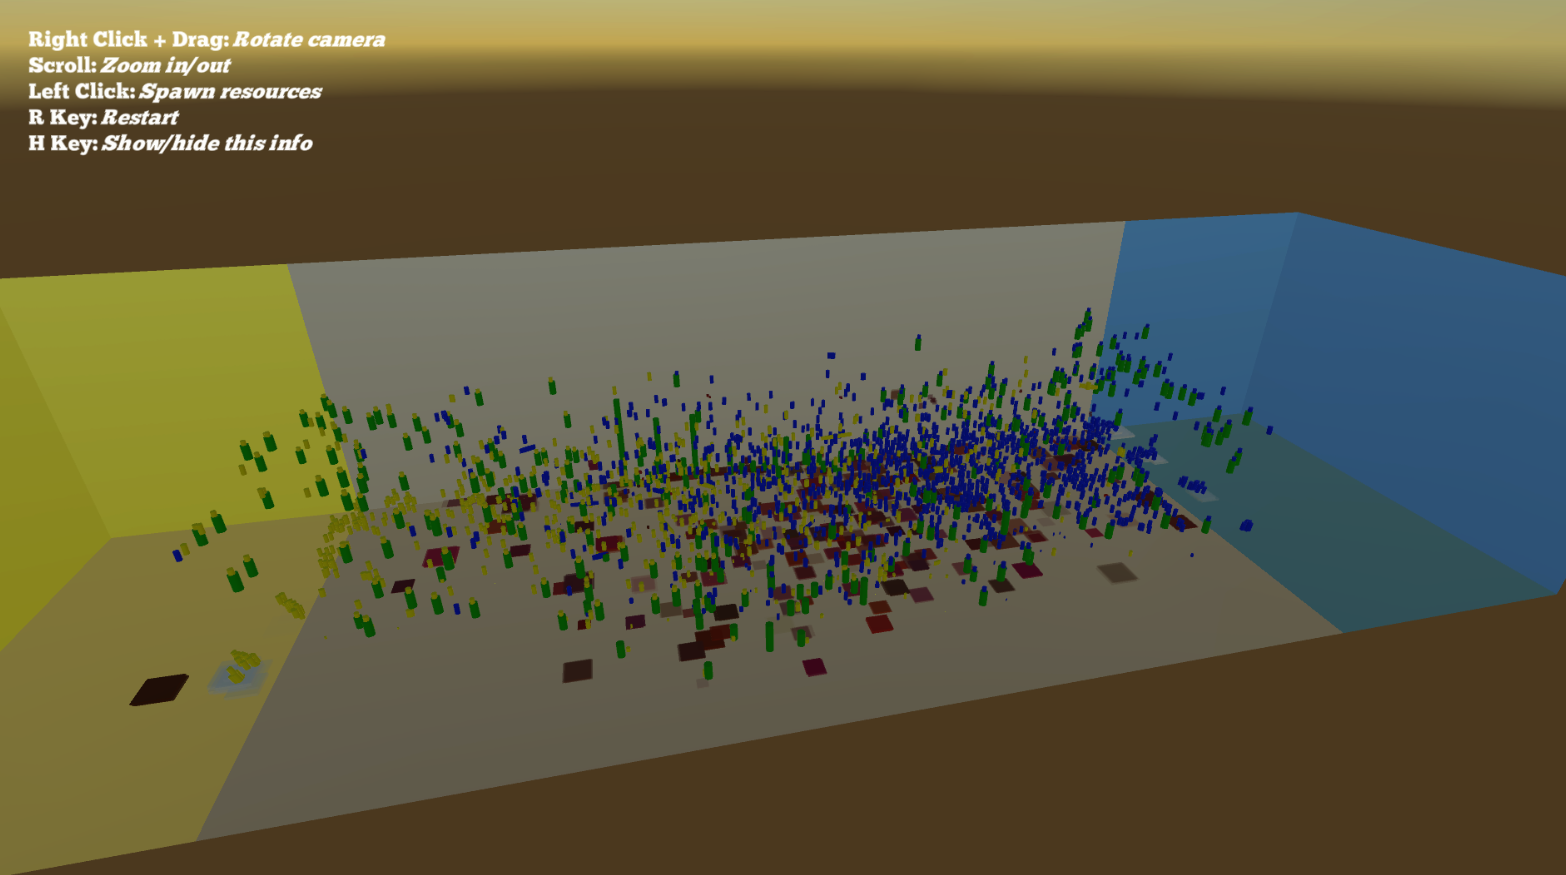 Right Click + Drag: Rotate camera
Scroll: Zoom in/out
Left Click: Spawn resources
R Key: Restart
H Key: Show/hide this info